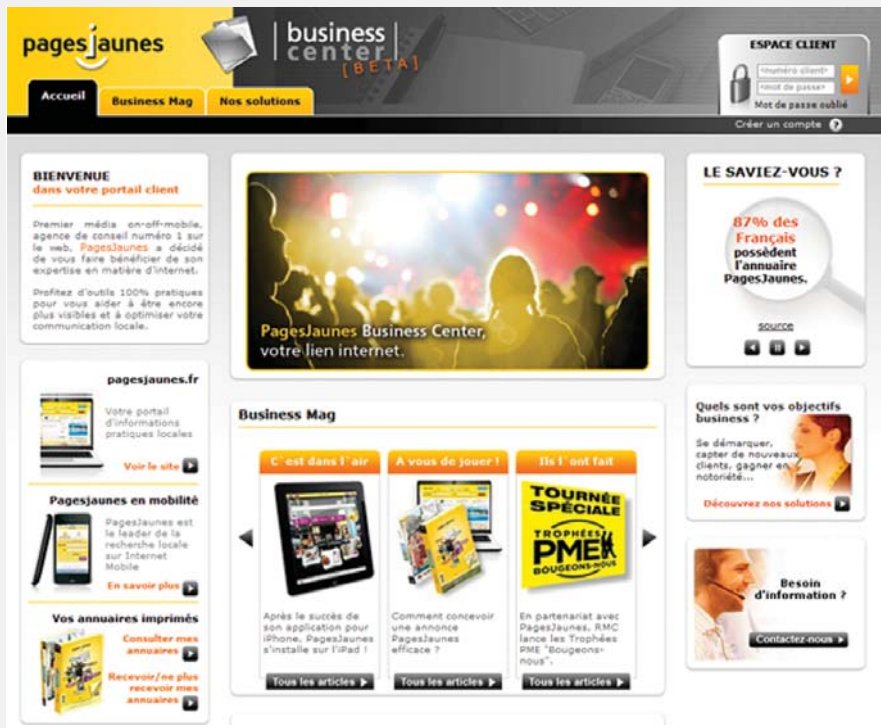 pagesjaunes
business
center
[BETA]
ESPACE CLIENT
<numéro client>
<mot de passe>
Mot de passe oublié
Créer un compte ?
Accueil
Business Mag
Nos solutions
BIENVENUE
dans votre portail client
Premier média on-off-mobile,
agence de conseil numéro 1 sur
le web, PagesJaunes a décidé
de vous faire bénéficier de son
expertise en matière d'internet.
Profitez d'outils 100% pratiques
pour vous aider à être encore
plus visibles et à optimiser votre
communication locale.
pagesjaunes.fr
Votre portail
d'informations
pratiques locales
Voir le site
Pagesjaunes en mobilité
PagesJaunes est
le leader de la
recherche locale
sur Internet
Mobile
En savoir plus
Vos annuaires imprimés
Consulter mes
annuaires
Recevoir/ne plus
recevoir mes
annuaires
PagesJaunes Business Center,
votre lien internet.
Business Mag
C`est dans l`air
Après le succès de
son application pour
iPhone, PagesJaunes
s'installe sur l'iPad !
Tous les articles
A vous de jouer !
Comment concevoir
une annonce
PagesJaunes
efficace ?
Tous les articles
Ils l`ont fait
TOURNÉE
SPÉCIALE
TROPHÉES
PME
BOUGEONS-NOUS
En partenariat avec
PagesJaunes, RMC
lance les Trophées
PME "Bougeons-
nous".
Tous les articles
LE SAVIEZ-VOUS ?
87% des
Français
possèdent
l'annuaire
PagesJaunes.
source
Quels sont vos objectifs
business ?
Se démarquer,
capter de nouveaux
clients, gagner en
notoriété...
Découvrez nos solutions
Besoin
d'information ?
Contactez-nous